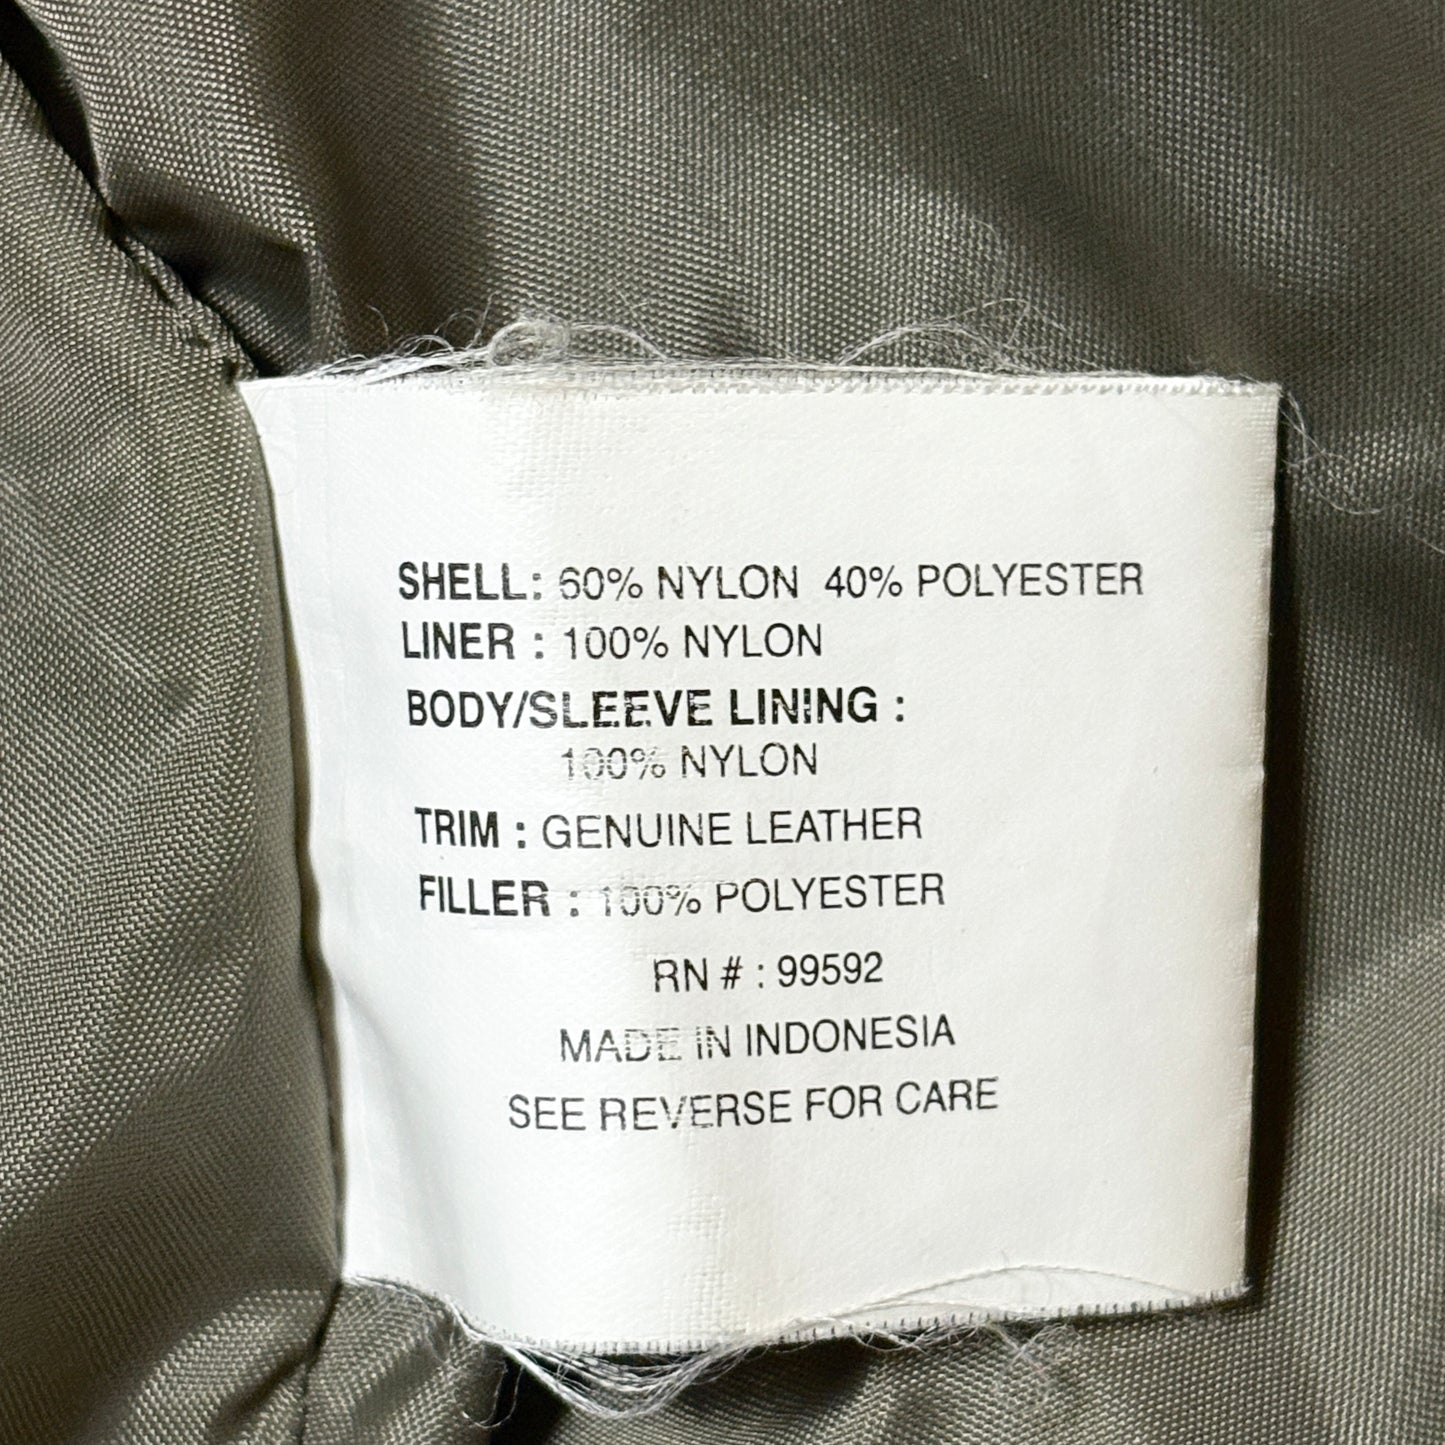 SHELL: 60% NYLON 40% POLYESTER
LINER : 100% NYLON
BODY/SLEEVE LINING :
100% NYLON
TRIM : GENUINE LEATHER
FILLER : 100% POLYESTER
RN # : 99592
MADE IN INDONESIA
SEE REVERSE FOR CARE